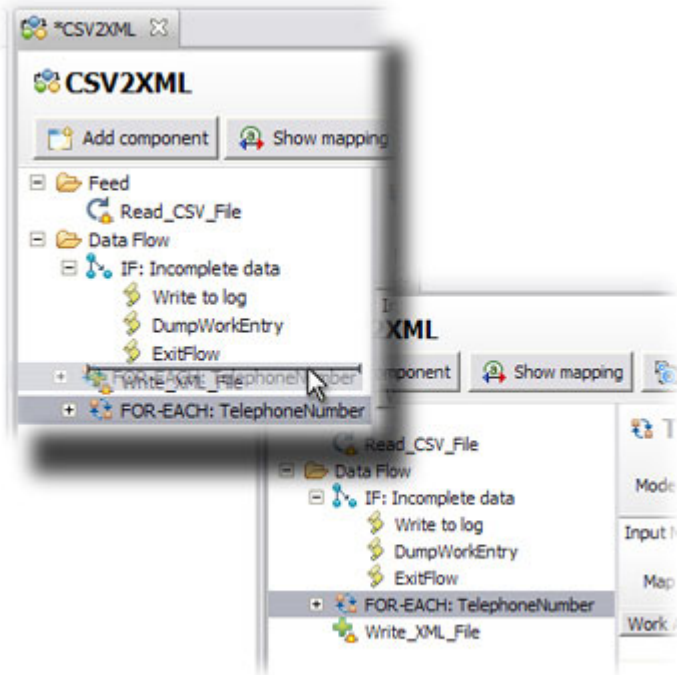 *CSV2XML
CSV2XML
Add component
Show mapping
Feed
Read_CSV_File
Data Flow
IF: Incomplete data
Write to log
DumpWorkEntry
ExitFlow
FOR-EACH: TelephoneNumber
Write_XML_File
FOR-EACH: TelephoneNumber
In
2XML
mponent
Show mapping
Read_CSV_File
Data Flow
IF: Incomplete data
Write to log
DumpWorkEntry
ExitFlow
FOR-EACH: TelephoneNumber
Write_XML_File
T
Mode
Input N
Map
Work A